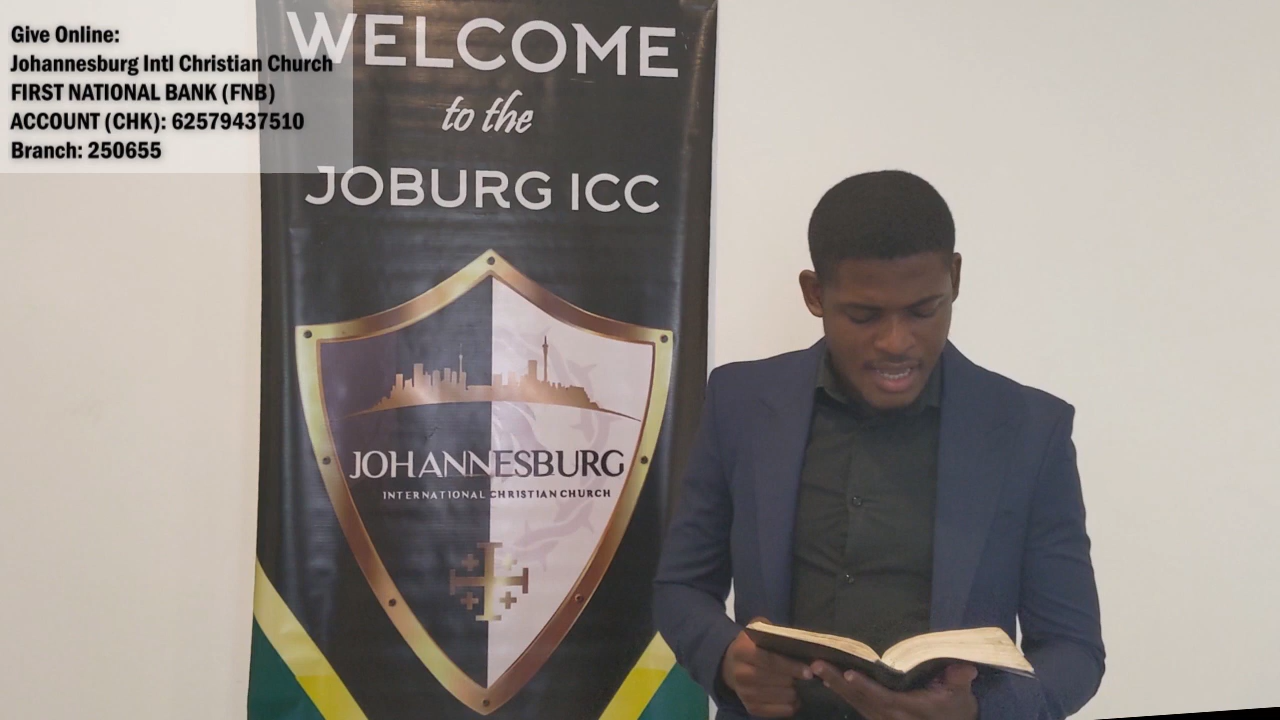 Give Online:
Johannesburg Intl Christian Church
FIRST NATIONAL BANK (FNB)
ACCOUNT (CHK): 62579437510
Branch: 250655
WELCOME
to the
JOBURG ICC
JOHANNESBURG
INTERNATIONAL CHRISTIAN CHURCH